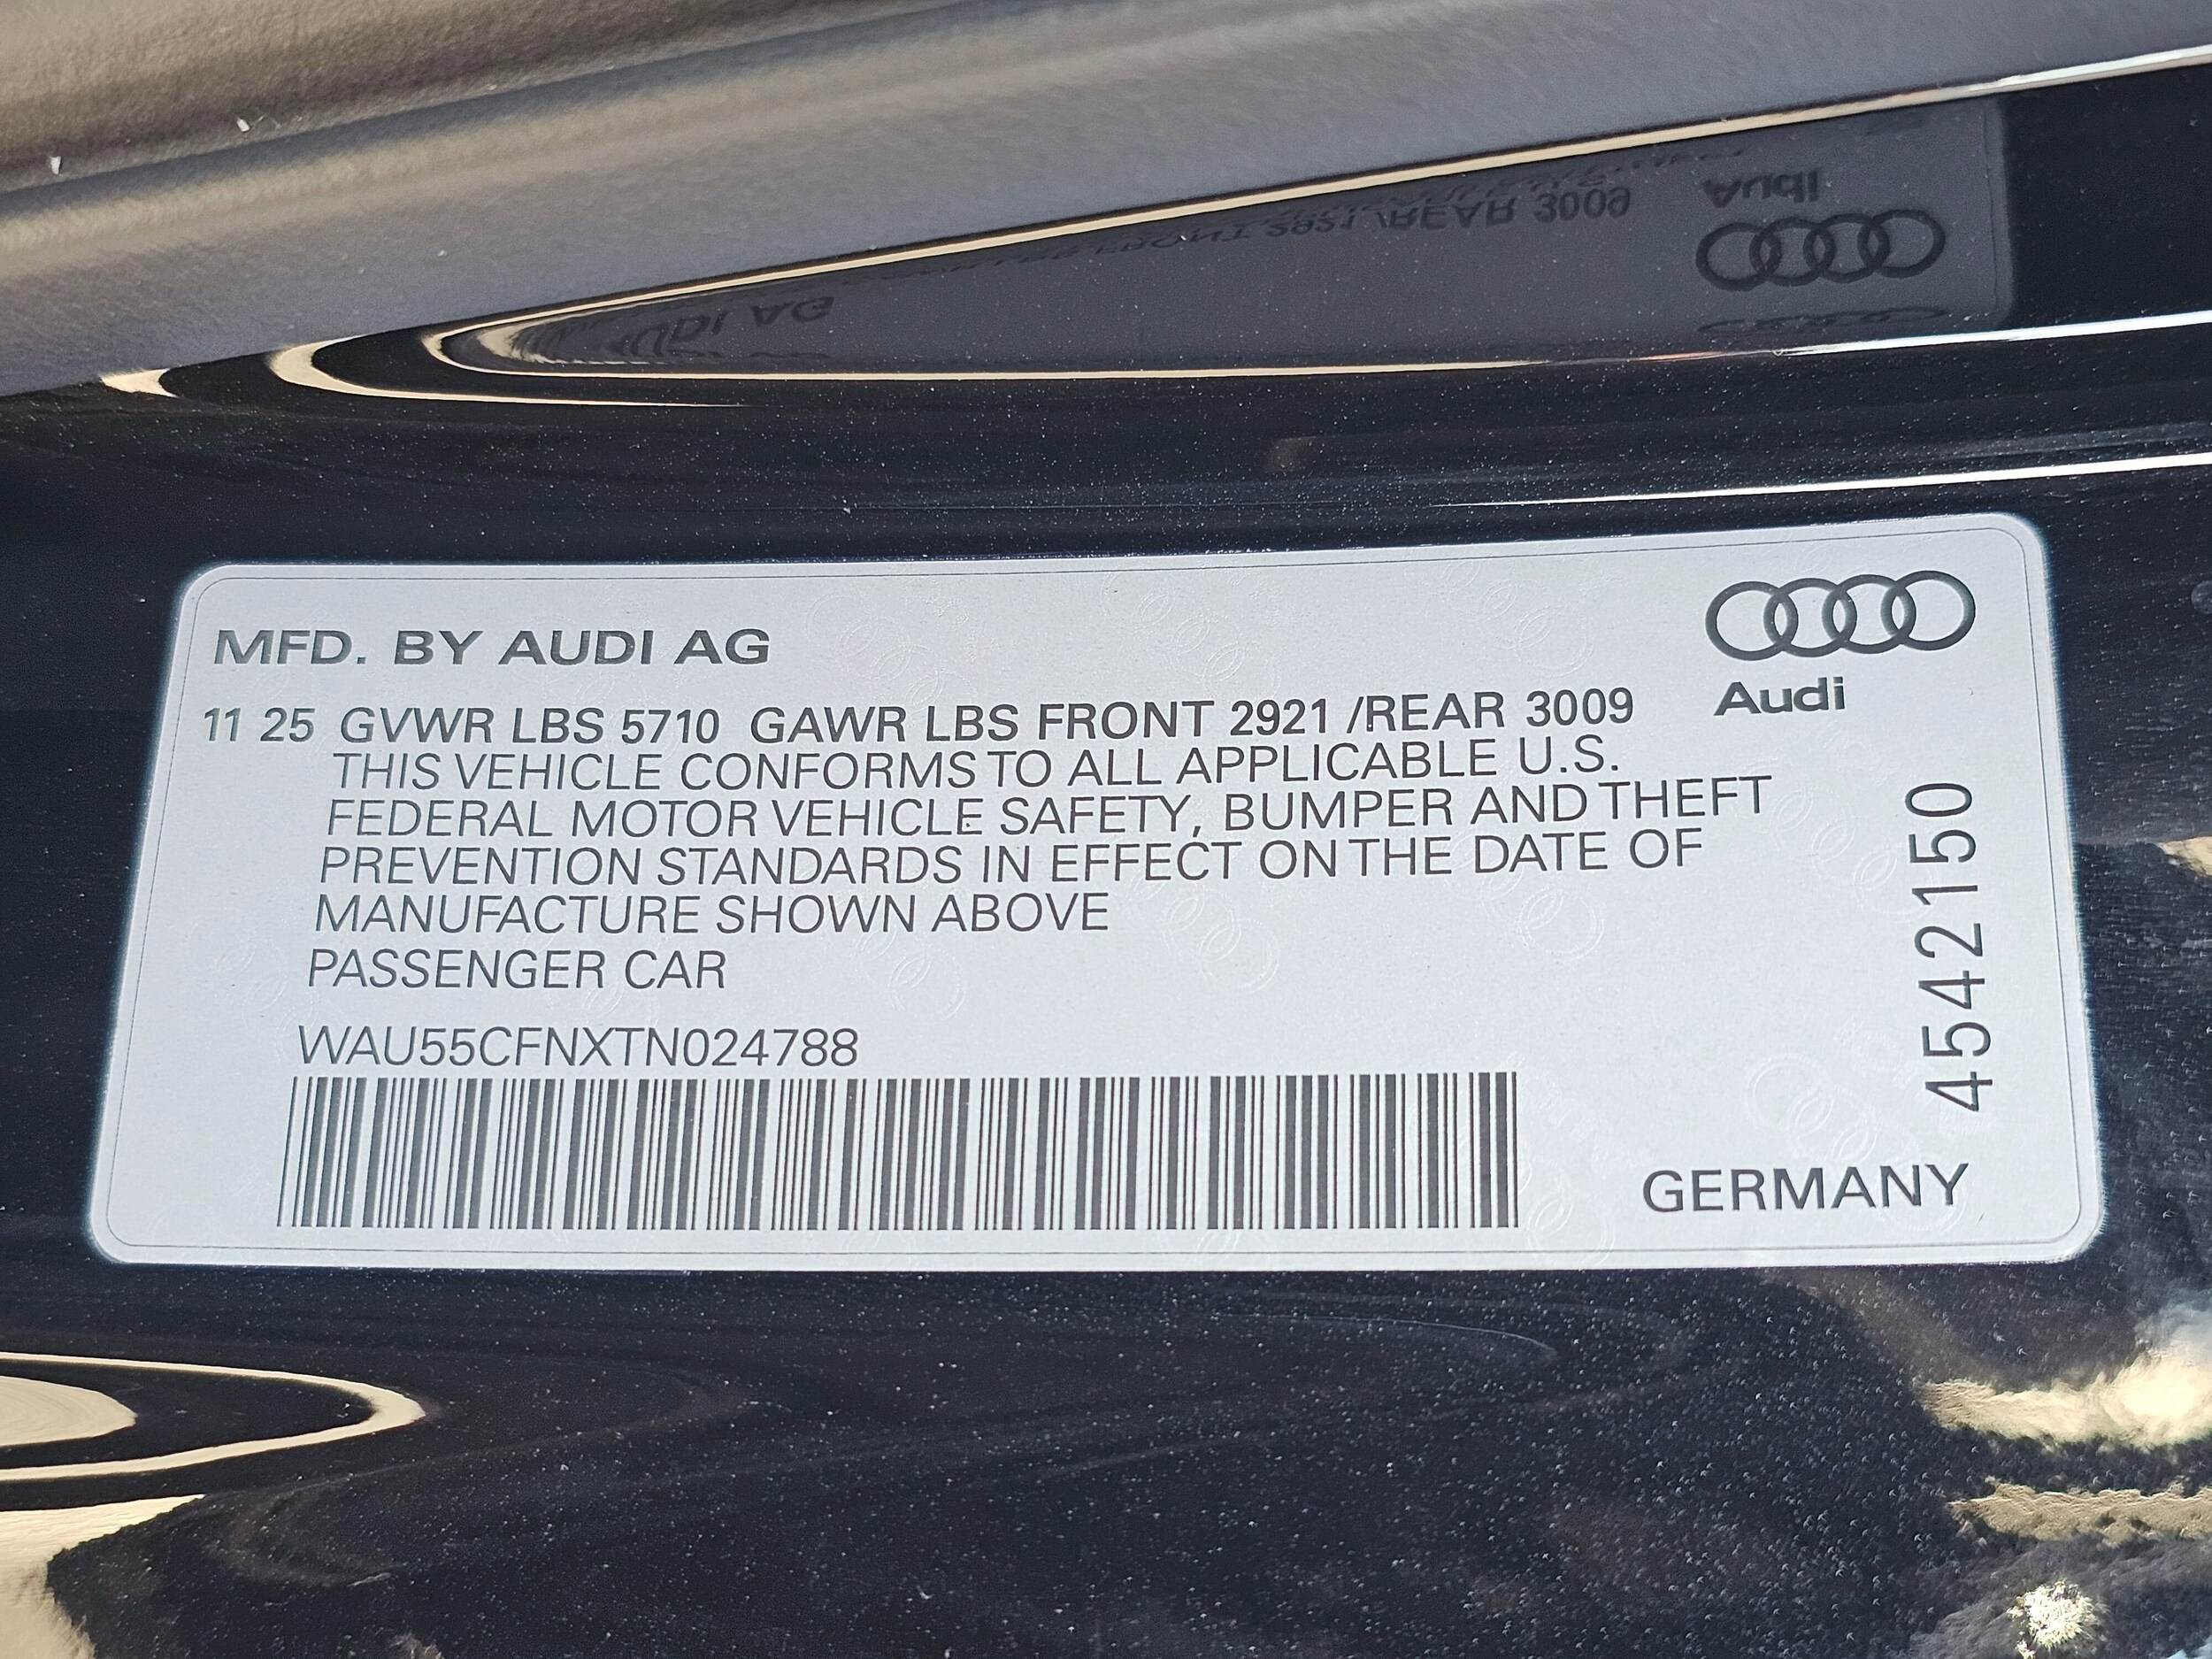 MFD. BY AUDI AG
Audi
11 25 GVWR LBS 5710 GAWR LBS FRONT 2921 /REAR 3009
THIS VEHICLE CONFORMS TO ALL APPLICABLE U.S.
FEDERAL MOTOR VEHICLE SAFETY, BUMPER AND THEFT
PREVENTION STANDARDS IN EFFECT ON THE DATE OF
MANUFACTURE SHOWN ABOVE
PASSENGER CAR
WAU55CFNXTN024788
4542150
GERMANY